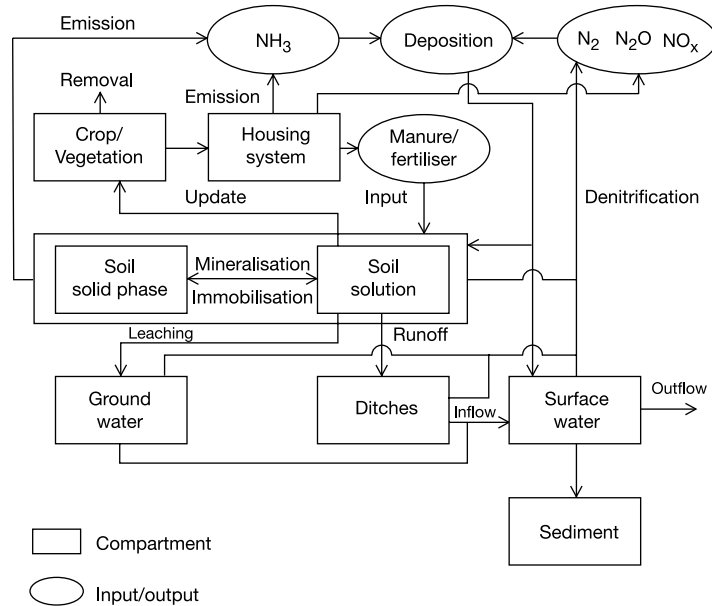 Emission
NH3
Deposition
N2 N2O NOx
Removal
Emission
Crop/
Vegetation
Housing
system
Manure/
fertiliser
Update
Input
Denitrification
Soil
solid phase
Mineralisation
Immobilisation
Soil
solution
Leaching
Runoff
Ground
water
Ditches
Inflow
Surface
water
Outflow
Sediment
Compartment
Input/output